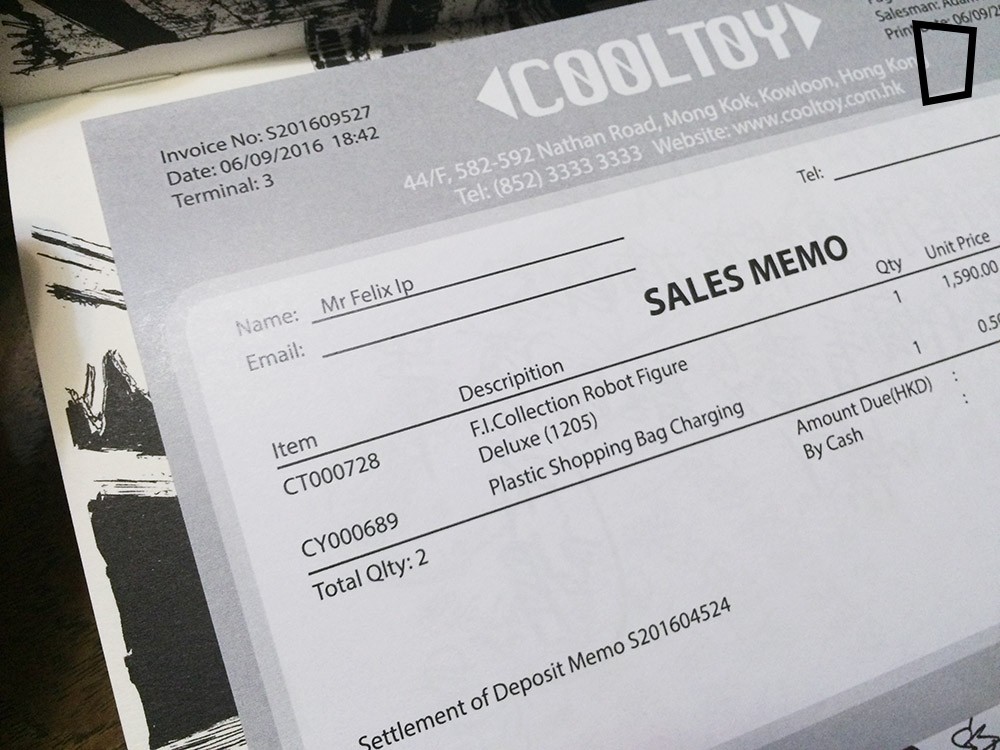 COOLTOY
Salesman:
06/09/
44/F, 582-592 Nathan Road, Mong Kok, Kowloon, Hong Kong
Tel: (852) 3333 3333 Website: www.cooltoy.com.hk
Invoice No: S201609527
Date: 06/09/2016 18:42
Terminal: 3
Tel:
Name: Mr Felix Ip
Email:
SALES MEMO
Item Descripition Qty Unit Price
CT000728 F.I.Collection Robot Figure 1 1,590.00
Deluxe (1205)
CY000689 Plastic Shopping Bag Charging 1
Total Qlty: 2 Amount Due(HKD) :
By Cash :
Settlement of Deposit Memo S201604524